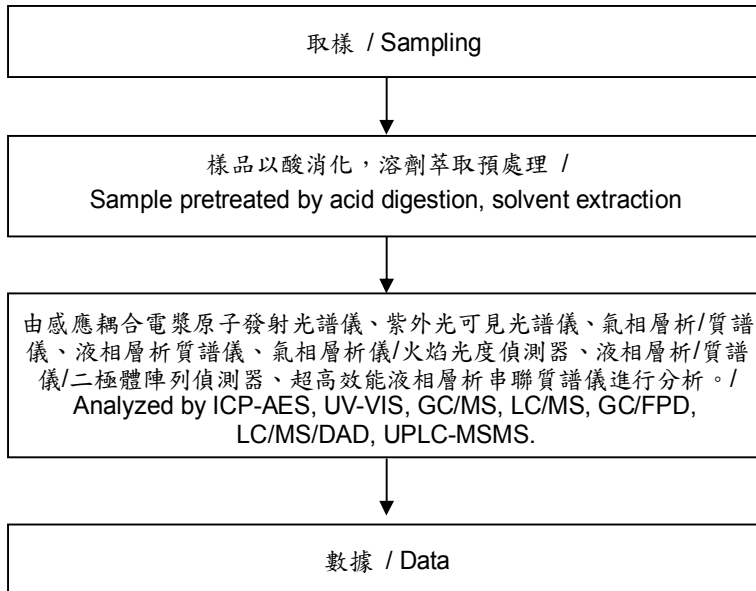 取樣 / Sampling
樣品以酸消化，溶劑萃取預處理 /
Sample pretreated by acid digestion, solvent extraction
由感應耦合電漿原子發射光譜儀、紫外光可見光譜儀、氣相層析/質譜
儀、液相層析質譜儀、氣相層析儀/火焰光度偵測器、液相層析/質譜
儀/二極體陣列偵測器、超高效能液相層析串聯質譜儀進行分析。/
Analyzed by ICP-AES, UV-VIS, GC/MS, LC/MS, GC/FPD,
LC/MS/DAD, UPLC-MSMS.
數據 / Data